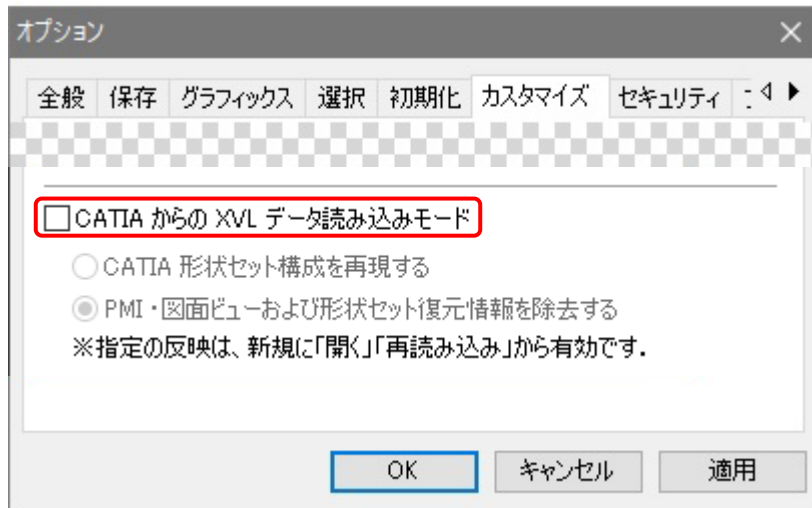 オプション
全般 保存 グラフィックス 選択 初期化 カスタマイズ セキュリティ
CATIA からの XVL データ読み込みモード
CATIA 形状セット構成を再現する
PMI・図面ビューおよび形状セット復元情報を除去する
※指定の反映は、新規に「開く」「再読み込み」から有効です.
OK キャンセル 適用